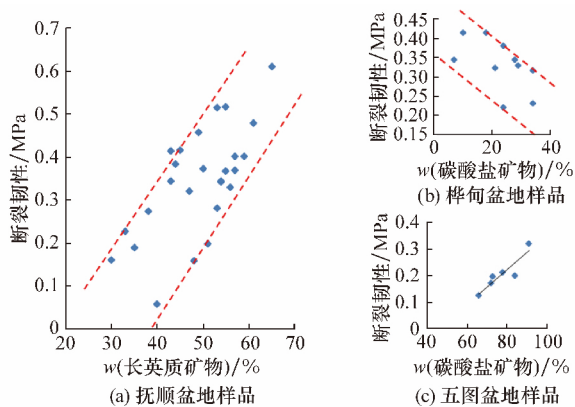 断裂韧性/MPa
0.7
0.6
0.5
0.4
0.3
0.2
0.1
0
20 40 60 80
w(长英质矿物)/%
(a) 抚顺盆地样品
断裂韧性/MPa
0.45
0.40
0.35
0.30
0.25
0.20
0.15
0 20 40
w(碳酸盐矿物)/%
(b) 桦甸盆地样品
断裂韧性/MPa
0.4
0.3
0.2
0.1
0
40 60 80 100
w(碳酸盐矿物)/%
(c) 五图盆地样品